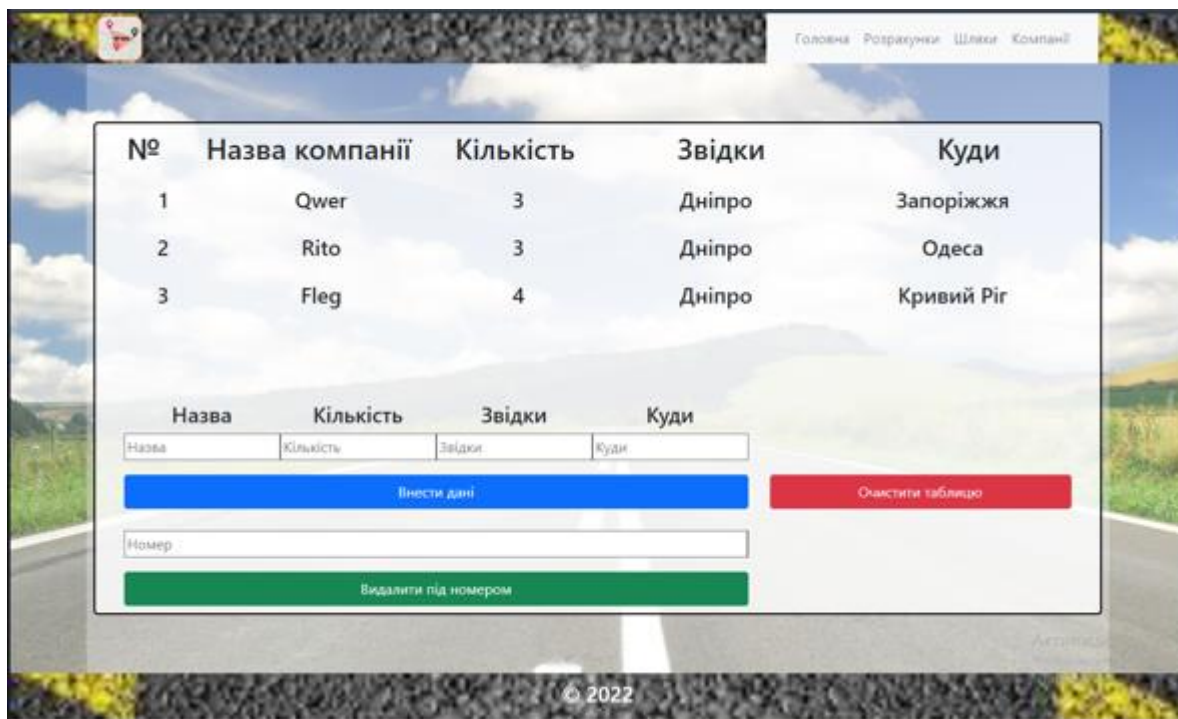 Головна Розрахунки Шляхи Компанії
№ Назва компанії Кількість Звідки Куди
1 Qwer 3 Дніпро Запоріжжя
2 Rito 3 Дніпро Одеса
3 Fleg 4 Дніпро Кривий Ріг
Назва Кількість Звідки Куди
Назва Кількість Звідки Куди
Внести дані Очистити таблицю
Номер
Видалити під номером
© 2022